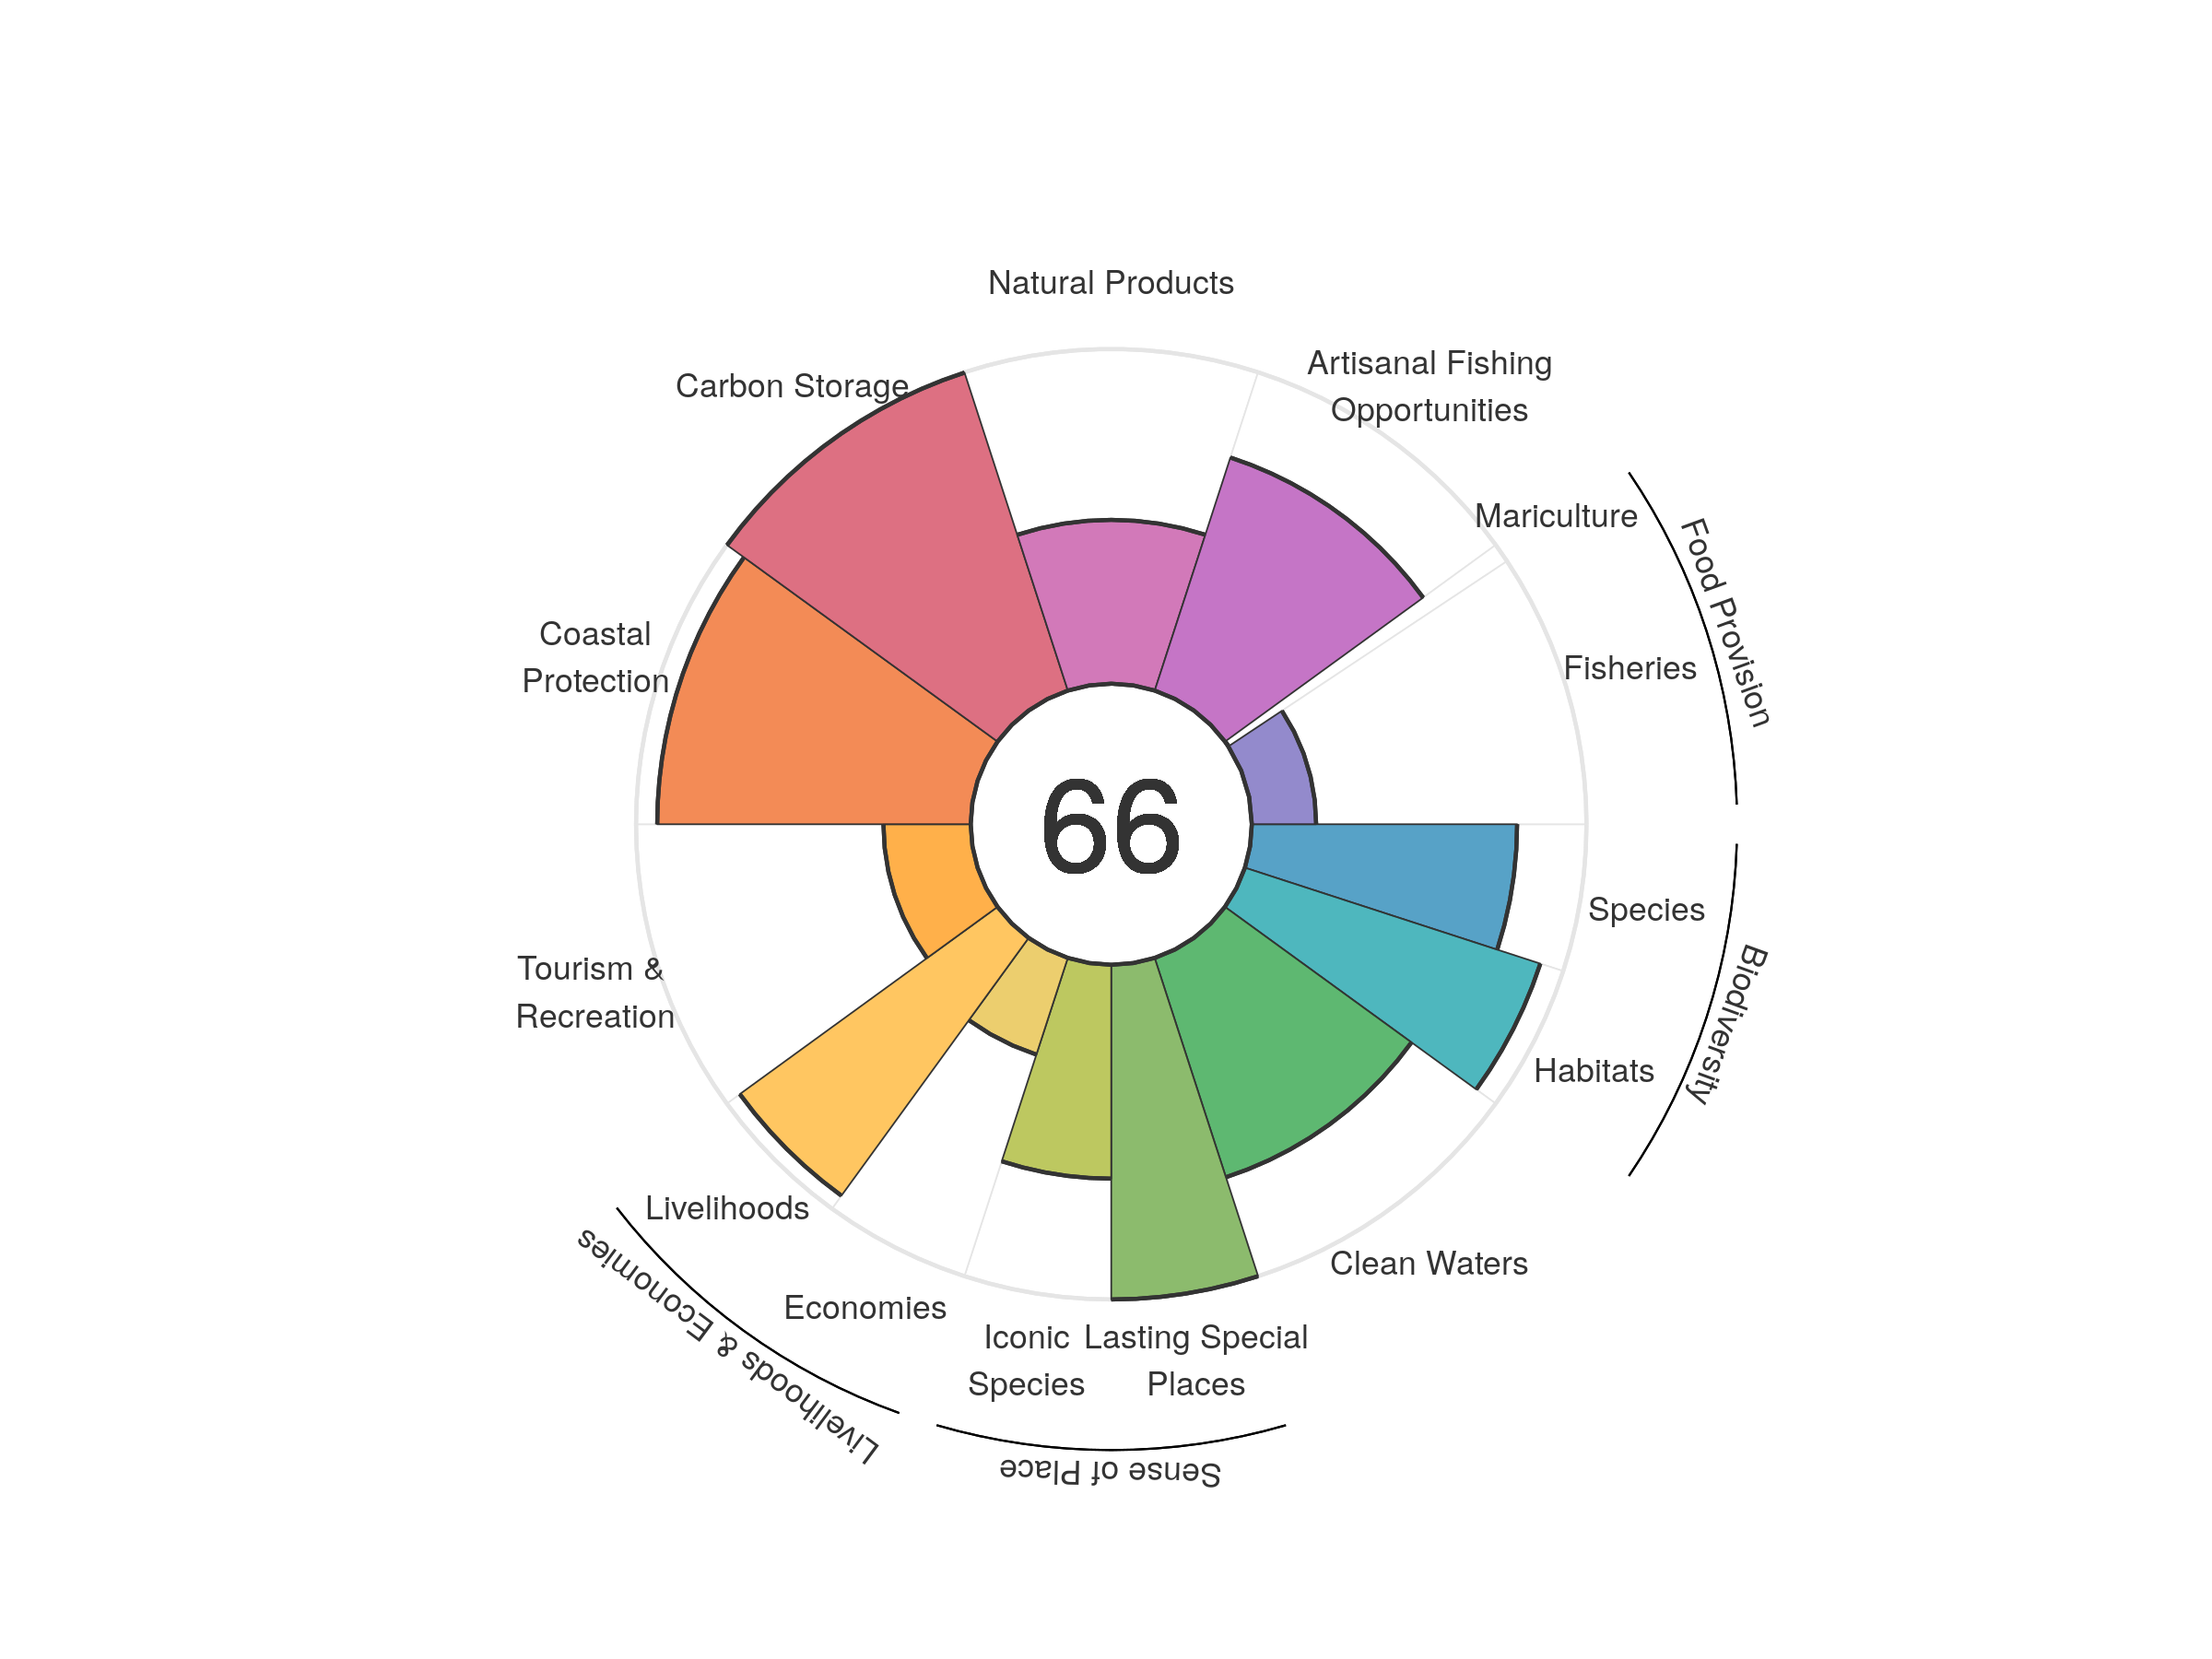 Natural Products
Artisanal Fishing
Opportunities
Carbon Storage
Mariculture
Food Provision
Fisheries
Coastal
Protection
66
Species
Biodiversity
Tourism &
Recreation
Habitats
Livelihoods
Clean Waters
Livelihoods & Economies
Economies
Iconic
Species
Lasting Special
Places
Sense of Place